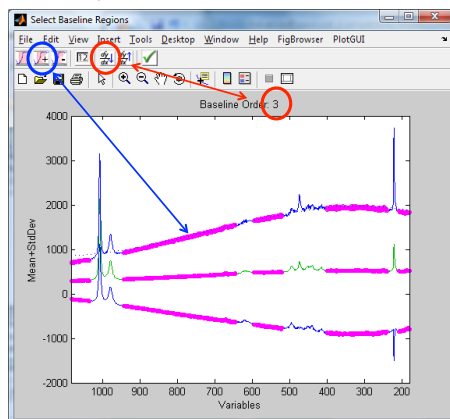 Select Baseline Regions
File Edit View Insert Tools Desktop Window Help FigBrowser PlotGUI
Baseline Order: 3
4000
3000
2000
1000
0
-1000
-2000
Mean+StdDev
1000 900 800 700 600 500 400 300 200
Variables